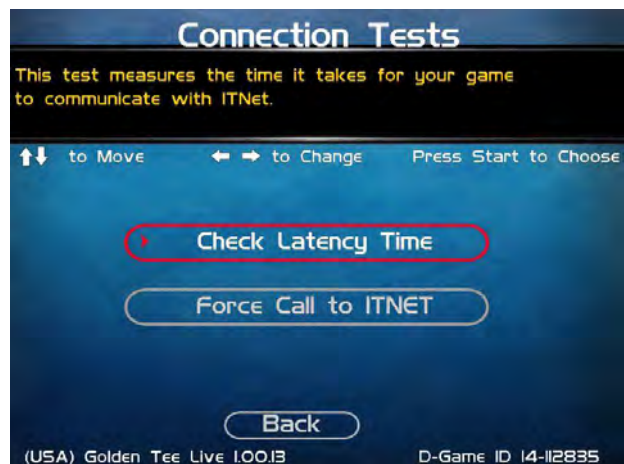 Connection Tests
This test measures the time it takes for your game
to communicate with ITNet.
to Move to Change Press Start to Choose
Check Latency Time
Force Call to ITNET
Back
(USA) Golden Tee Live 1.00.13 D-Game ID 14-112835